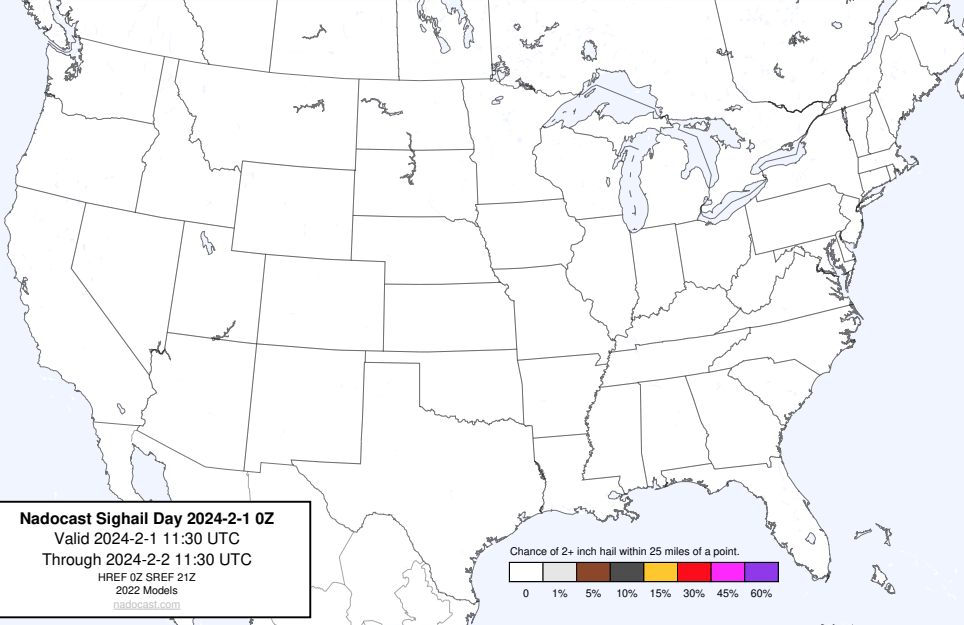 Nadocast Sighail Day 2024-2-1 0Z
Valid 2024-2-1 11:30 UTC
Through 2024-2-2 11:30 UTC
HREF 0Z SREF 21Z
2022 Models
nadocast.com
Chance of 2+ inch hail within 25 miles of a point.
0 1% 5% 10% 15% 30% 45% 60%